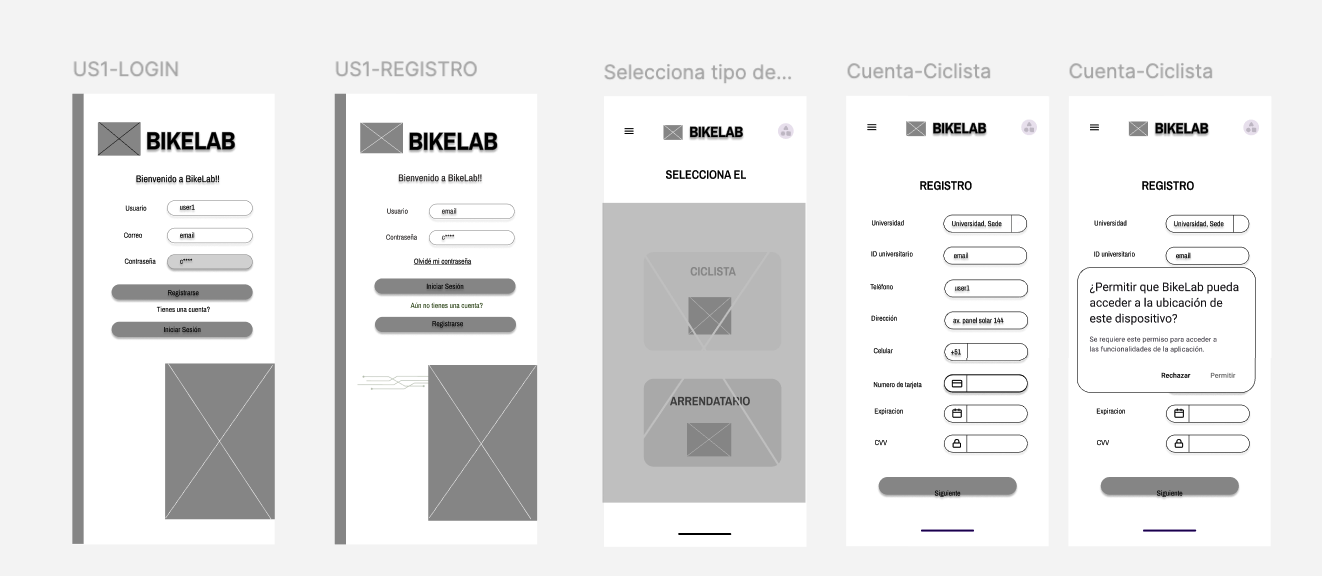 US1-LOGIN
BIKELAB
Bienvenido a BikeLab!!
Usuario user1
Correo email
Contraseña c****
Registrarse
Tienes una cuenta?
Iniciar Sesión
US1-REGISTRO
BIKELAB
Bienvenido a BikeLab!!
Usuario email
Contraseña c****
Olvidé mi contraseña
Iniciar Sesión
Aún no tienes una cuenta?
Registrarse
Selecciona tipo de...
BIKELAB
SELECCIONA EL
CICLISTA
ARRENDATARIO
Cuenta-Ciclista
BIKELAB
REGISTRO
Universidad Universidad, Sede
ID universitario email
Teléfono user1
Dirección av. panel solar 144
Celular +51
Numero de tarjeta
Expiracion
CVV
Siguiente
Cuenta-Ciclista
BIKELAB
REGISTRO
Universidad Universidad, Sede
ID universitario email
¿Permitir que BikeLab pueda
acceder a la ubicación de
este dispositivo?
Se requiere este permiso para acceder a
las funcionalidades de la aplicación.
Rechazar Permitir
Expiracion
CVV
Siguiente